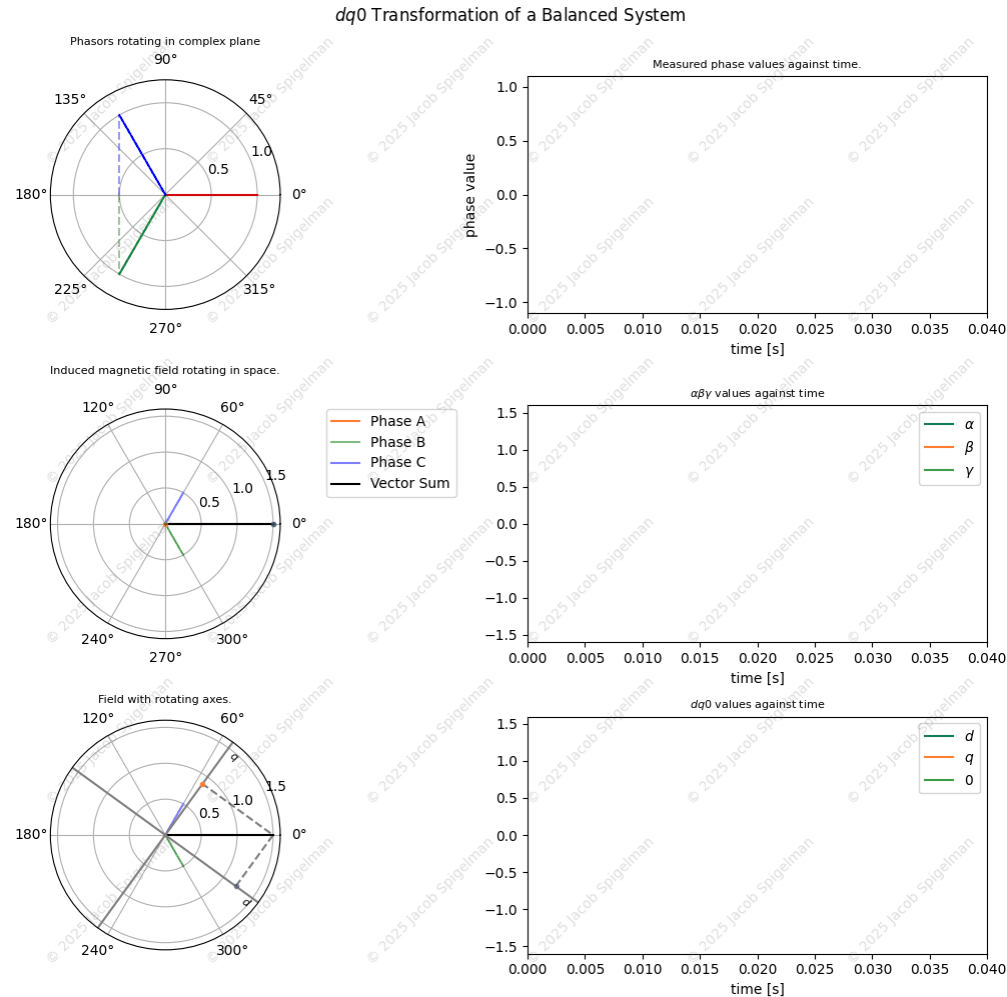 dq0 Transformation of a Balanced System
Phasors rotating in complex plane
90°
135°
45°
1.0
0.5
180°
0°
225°
315°
270°
Measured phase values against time.
phase value
1.0
0.5
0.0
−0.5
−1.0
0.000 0.005 0.010 0.015 0.020 0.025 0.030 0.035 0.040
time [s]
Induced magnetic field rotating in space.
90°
120°
60°
1.5
1.0
0.5
180°
0°
240°
300°
270°
Phase A
Phase B
Phase C
Vector Sum
αβγ values against time
1.5
1.0
0.5
0.0
−0.5
−1.0
−1.5
α
β
γ
0.000 0.005 0.010 0.015 0.020 0.025 0.030 0.035 0.040
time [s]
Field with rotating axes.
120°
60°
q
1.5
1.0
0.5
180°
0°
d
240°
300°
dq0 values against time
1.5
1.0
0.5
0.0
−0.5
−1.0
−1.5
d
q
0
0.000 0.005 0.010 0.015 0.020 0.025 0.030 0.035 0.040
time [s]
© 2025 Jacob Spigelman